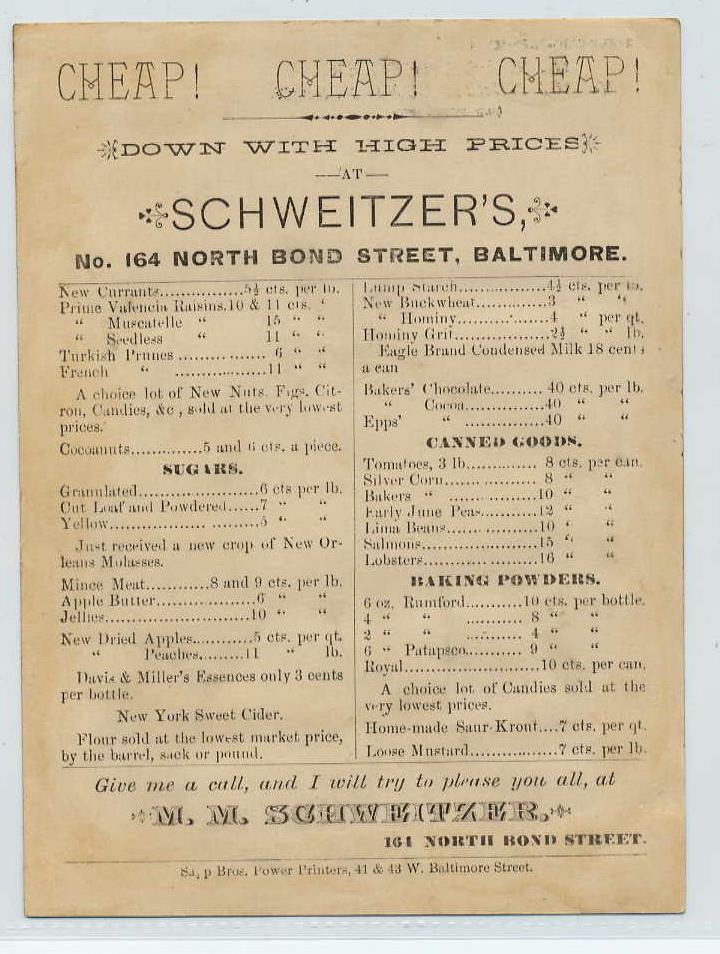 CHEAP! CHEAP! CHEAP!
DOWN WITH HIGH PRICES
—AT—
SCHWEITZER'S,
No. 164 NORTH BOND STREET, BALTIMORE.
New Currants...............5½ cts. per lb.
Prime Valencia Raisins.10 & 11 cts. "
" Muscatelle " 15 " "
" Seedless " 11 " "
Turkish Prunes ................ 6 " "
French " ................11 " "
A choice lot of New Nuts, Figs, Cit-
ron, Candies, &c , sold at the very lowest
prices.
Cocoanuts.............5 and 6 cts. a piece.
SUGARS.
Granulated......................6 cts per lb.
Cut Loaf and Powdered......7 " "
Yellow.................. .........5 " "
Just received a new crop of New Or-
leans Molasses.
Mince Meat............8 and 9 cts. per lb.
Apple Butter..................6 " "
Jellies..........................10 " "
New Dried Apples...........5 cts. per qt.
" Peaches.........11 " lb.
Davis & Miller's Essences only 3 cents
per bottle.
New York Sweet Cider.
Flour sold at the lowest market price,
by the barrel, sack or pound.
Lump Starch................4½ cts. per lb.
New Buckwheat.............3 " "
" Hominy...............4 " per qt.
Hominy Grit.................2½ " " lb.
Eagle Brand Condensed Milk 18 cents
a can
Bakers' Chocolate..........40 cts. per lb.
" Cocoa...............40 " "
Epps' " ...............40 " "
CANNED GOODS.
Tomatoes, 3 lb............. 8 cts. per can.
Silver Corn................. 8 " "
Bakers " ................10 " "
Early June Peas...........12 " "
Lima Beans.................10 " "
Salmons.....................15 " "
Lobsters.....................16 " "
BAKING POWDERS.
6 oz. Rumford...........10 cts. per bottle.
4 " " ........... 8 " "
2 " " ........... 4 " "
6 " Patapsco.......... 9 " "
Royal.........................10 cts. per can.
A choice lot of Candies sold at the
very lowest prices.
Home-made Saur-Krout....7 cts. per qt.
Loose Mustard................7 cts. per lb.
Give me a call, and I will try to please you all, at
M. M. SCHWEITZER,
164 NORTH BOND STREET.
Bros. Power Printers, 41 & 43 W. Baltimore Street.